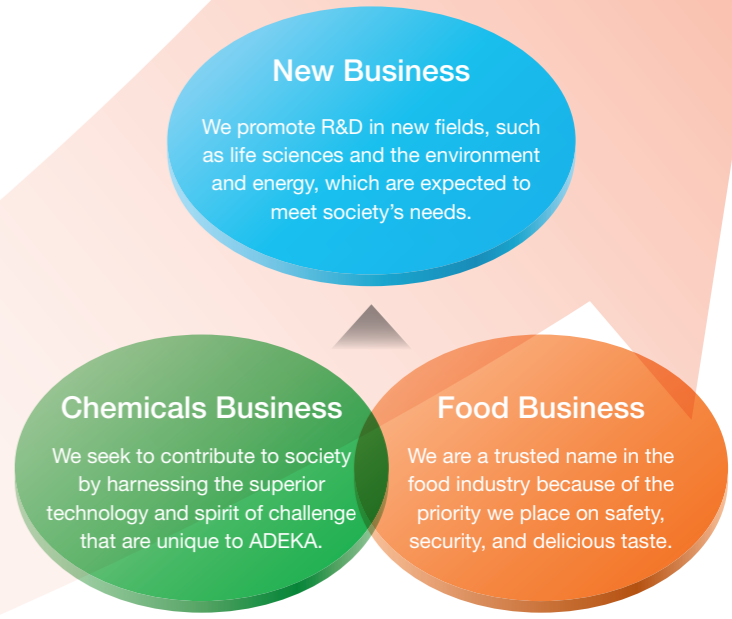 New Business
We promote R&D in new fields, such
as life sciences and the environment
and energy, which are expected to
meet society’s needs.
Chemicals Business
We seek to contribute to society
by harnessing the superior
technology and spirit of challenge
that are unique to ADEKA.
Food Business
We are a trusted name in the
food industry because of the
priority we place on safety,
security, and delicious taste.